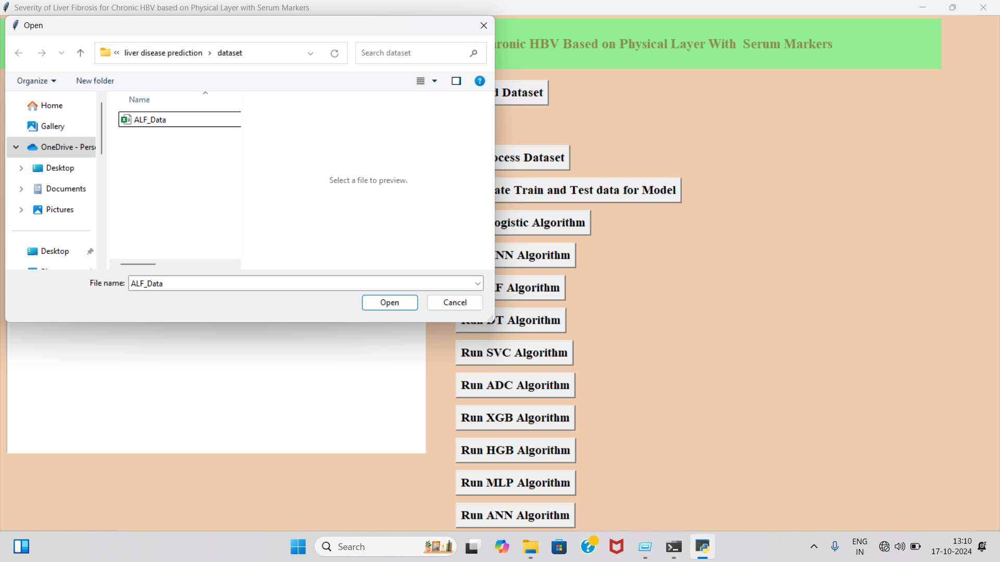 Severity of Liver Fibrosis for Chronic HBV based on Physical Layer with Serum Markers
Open
liver disease prediction > dataset
Search dataset
Organize
New folder
Name
Home
Gallery
OneDrive - Pers
Desktop
Documents
Pictures
Desktop
ALF_Data
Select a file to preview.
File name: ALF_Data
Open
Cancel
ronic HBV Based on Physical Layer With Serum Markers
d Dataset
ocess Dataset
ate Train and Test data for Model
ogistic Algorithm
NN Algorithm
F Algorithm
DT Algorithm
Run SVC Algorithm
Run ADC Algorithm
Run XGB Algorithm
Run HGB Algorithm
Run MLP Algorithm
Run ANN Algorithm
Search
ENG
IN
13:10
17-10-2024